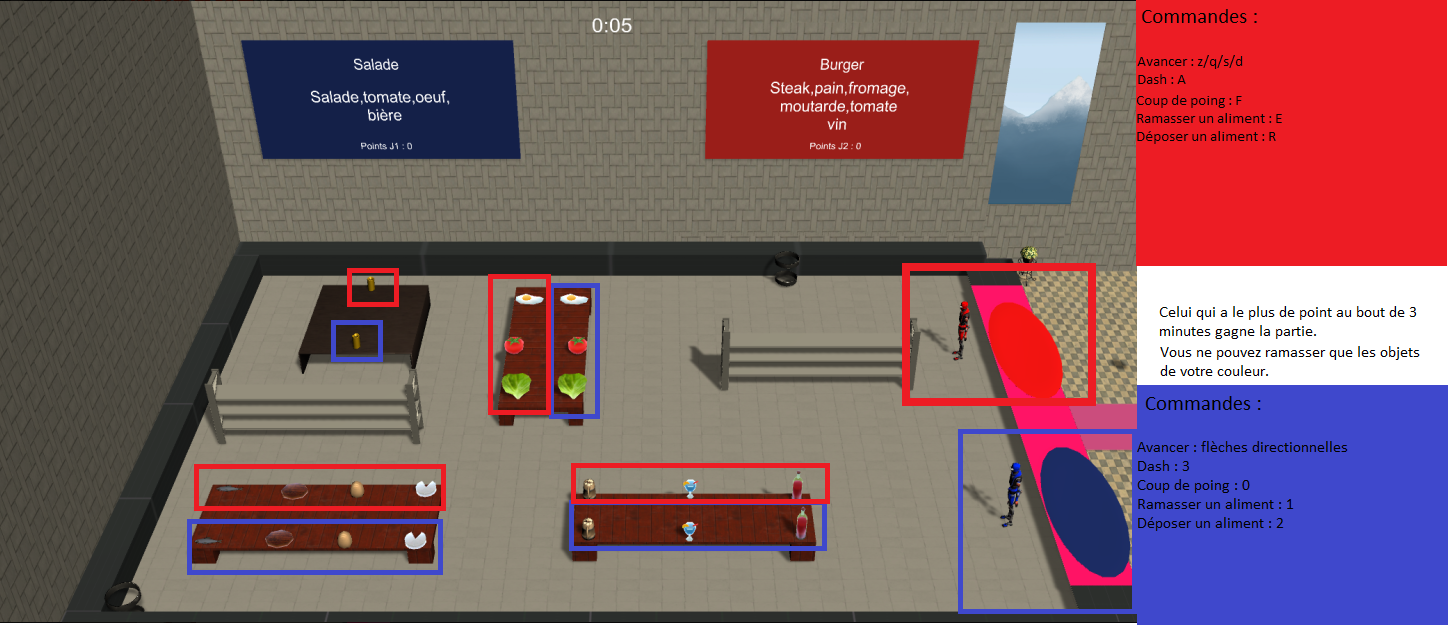 0:05
Salade
Salade,tomate,oeuf,
bière
Points J1 : 0
Burger
Steak,pain,fromage,
moutarde,tomate
vin
Points J2 : 0
Commandes :
Avancer : z/q/s/d
Dash : A
Coup de poing : F
Ramasser un aliment : E
Déposer un aliment : R
Celui qui a le plus de point au bout de 3
minutes gagne la partie.
Vous ne pouvez ramasser que les objets
de votre couleur.
Commandes :
Avancer : flèches directionnelles
Dash : 3
Coup de poing : 0
Ramasser un aliment : 1
Déposer un aliment : 2